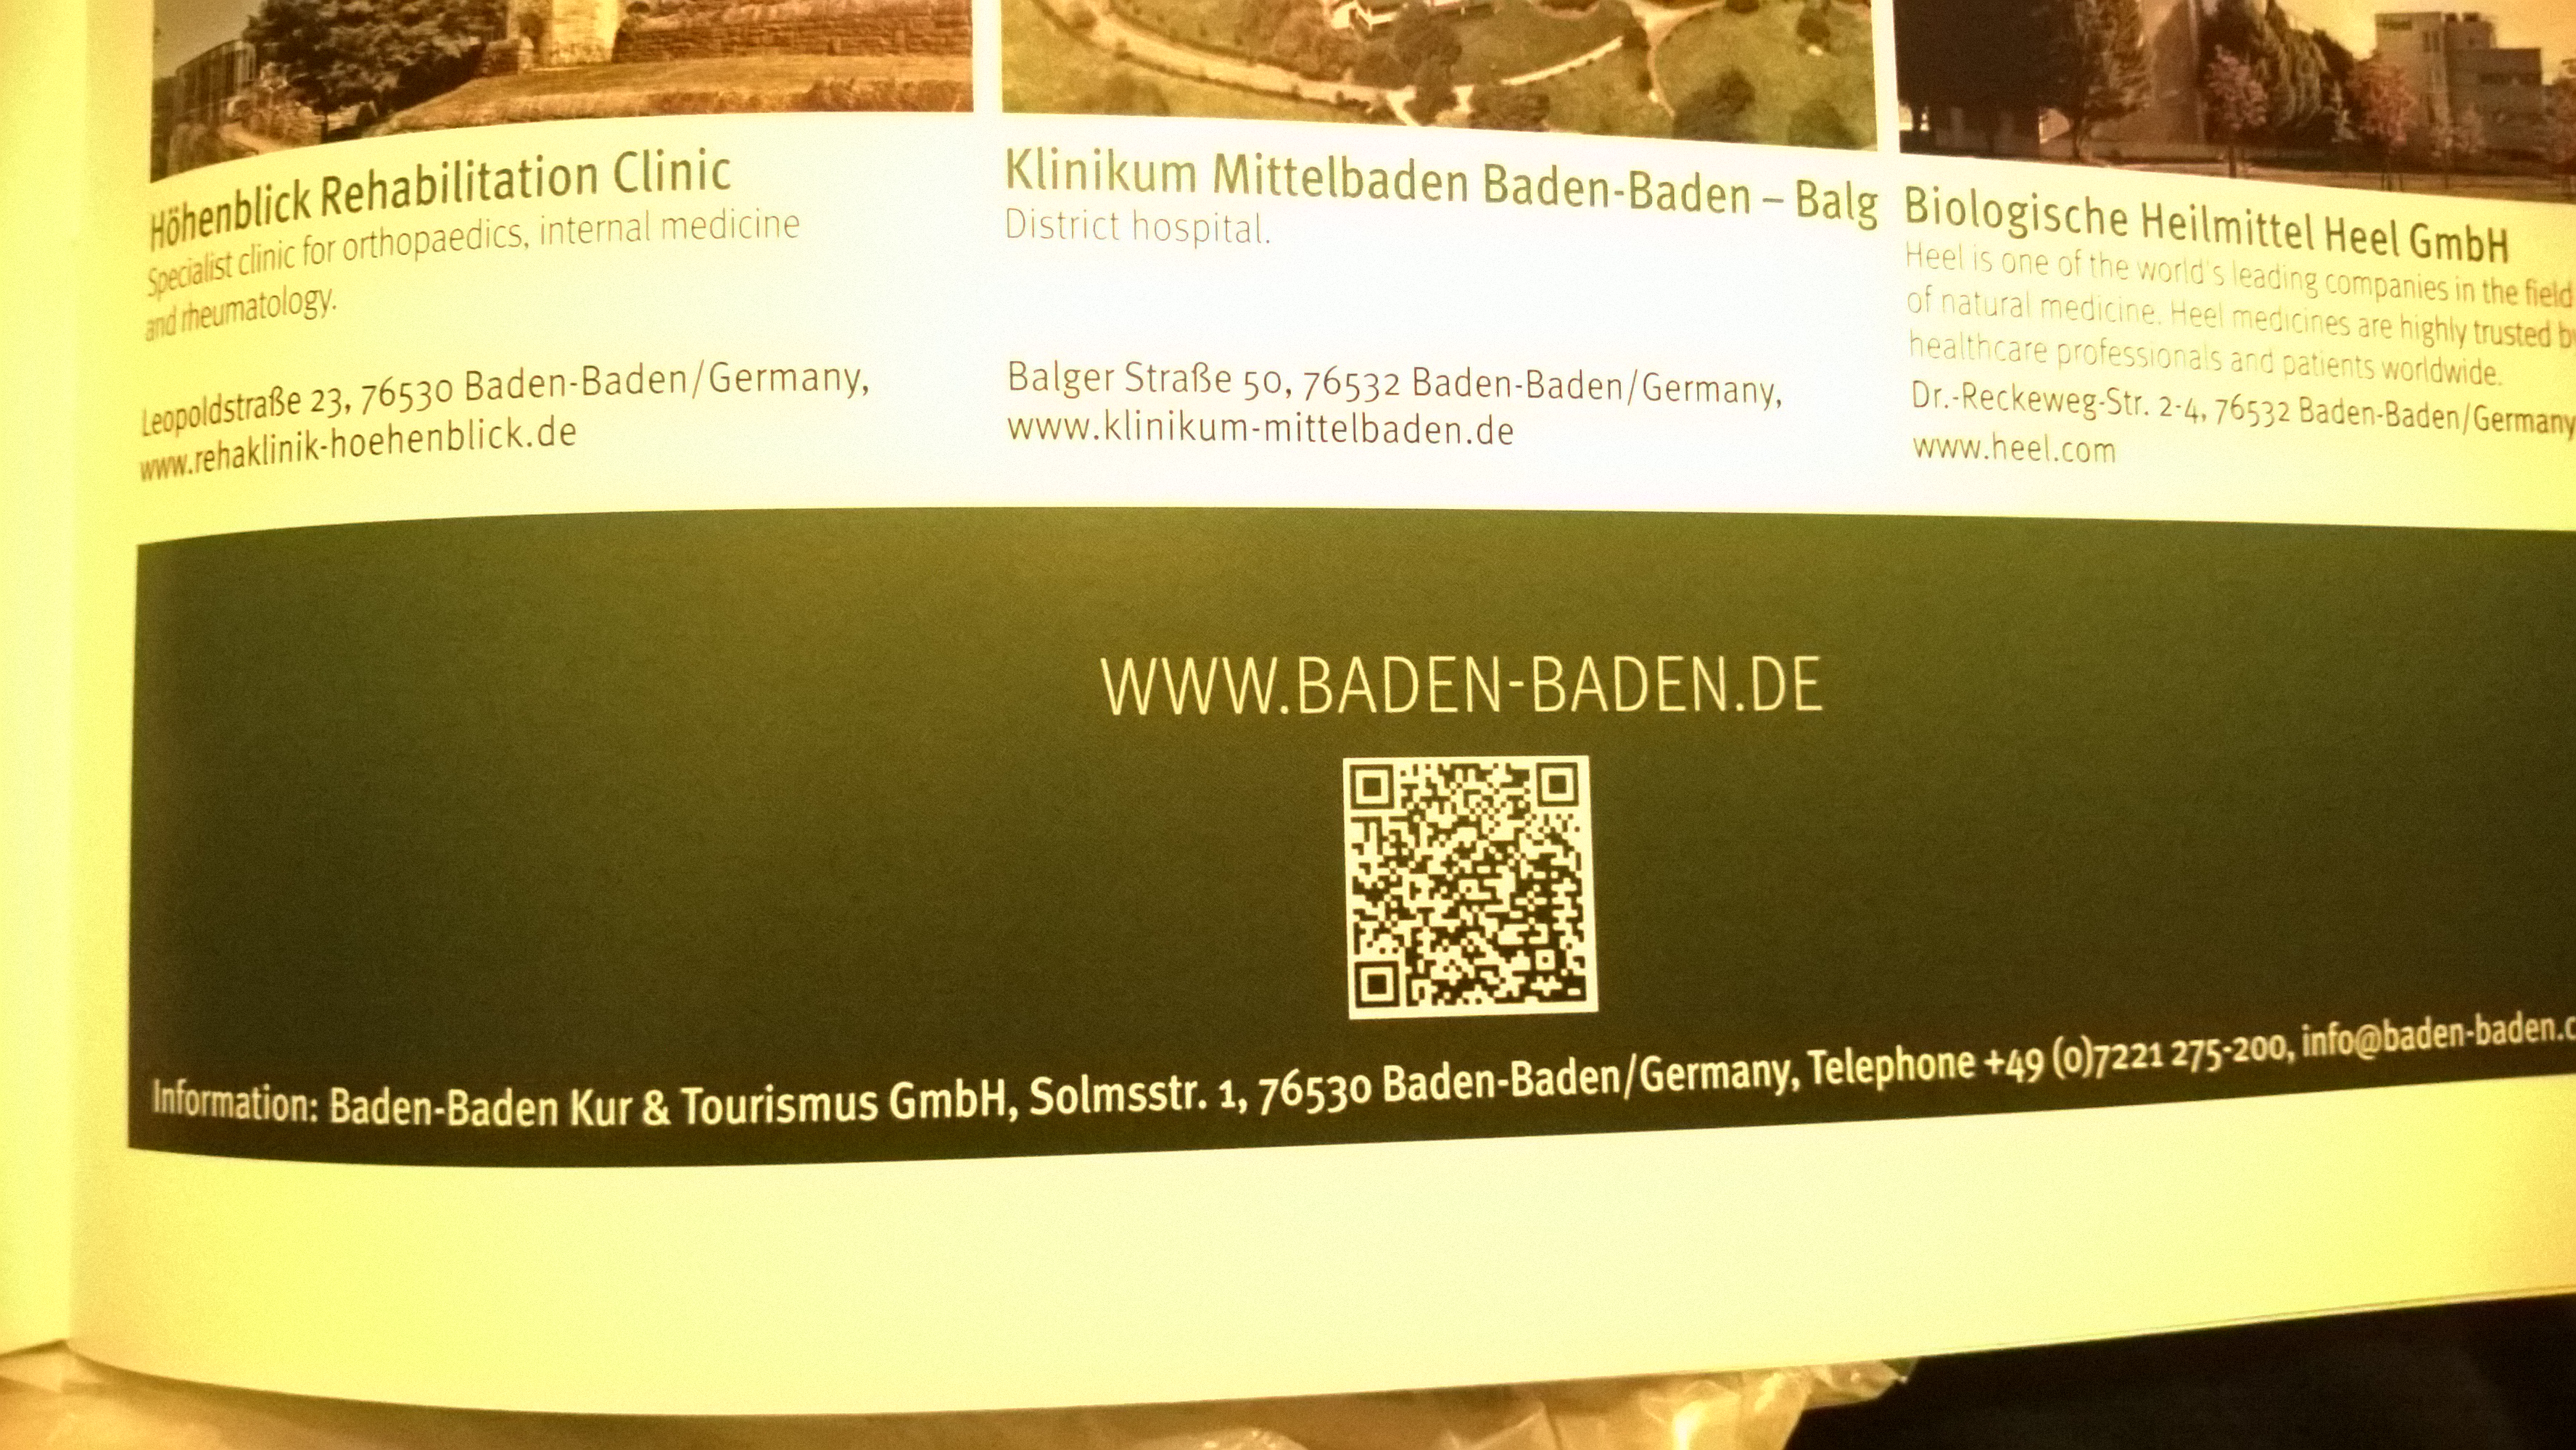 Höhenblick Rehabilitation Clinic
Specialist clinic for orthopaedics, internal medicine
and rheumatology.
Leopoldstraße 23, 76530 Baden-Baden/Germany,
www.rehaklinik-hoehenblick.de
Klinikum Mittelbaden Baden-Baden – Balg
District hospital.
Balger Straße 50, 76532 Baden-Baden/Germany,
www.klinikum-mittelbaden.de
Biologische Heilmittel Heel GmbH
Heel is one of the world's leading companies in the field
of natural medicine. Heel medicines are highly trusted
healthcare professionals and patients worldwide.
Dr.-Reckeweg-Str. 2-4, 76532 Baden-Baden/Germany
www.heel.com
WWW.BADEN-BADEN.DE
Information: Baden-Baden Kur & Tourismus GmbH, Solmsstr. 1, 76530 Baden-Baden/Germany, Telephone +49 (0)7221 275-200, info@baden-baden.c